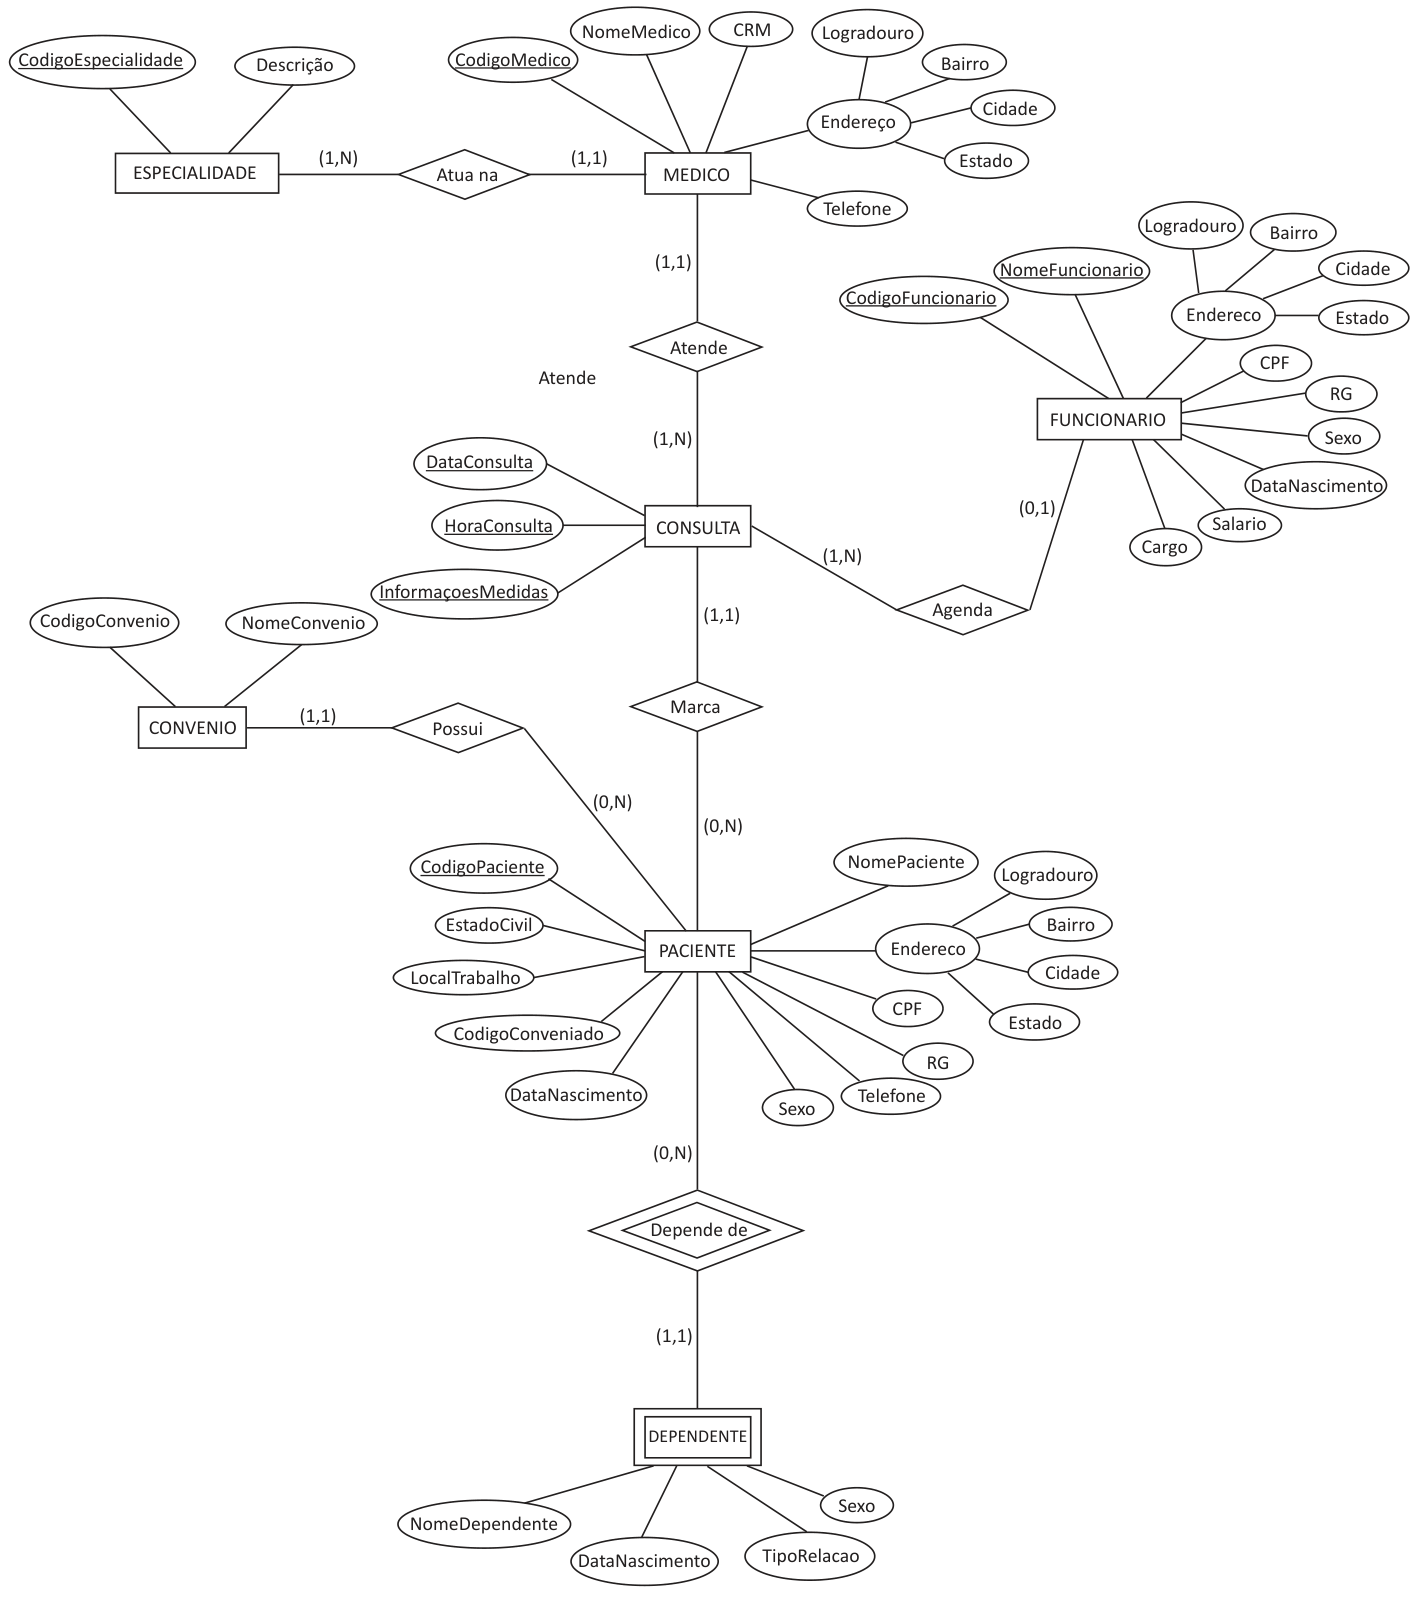 CodigoEspecialidade
Descrição
ESPECIALIDADE
(1,N)
Atua na
(1,1)
CodigoMedico
NomeMedico
CRM
Logradouro
Bairro
Endereço
Cidade
Estado
MEDICO
Telefone
(1,1)
Atende
Atende
(1,N)
Logradouro
Bairro
NomeFuncionario
Cidade
CodigoFuncionario
Endereco
Estado
CPF
RG
FUNCIONARIO
Sexo
DataNascimento
Salario
Cargo
(0,1)
DataConsulta
HoraConsulta
CONSULTA
InformaçoesMedidas
(1,N)
Agenda
(1,1)
CodigoConvenio
NomeConvenio
CONVENIO
(1,1)
Possui
Marca
(0,N)
(0,N)
CodigoPaciente
EstadoCivil
LocalTrabalho
CodigoConveniado
DataNascimento
PACIENTE
NomePaciente
Logradouro
Bairro
Endereco
Cidade
Estado
CPF
RG
Telefone
Sexo
(0,N)
Depende de
(1,1)
DEPENDENTE
NomeDependente
DataNascimento
TipoRelacao
Sexo